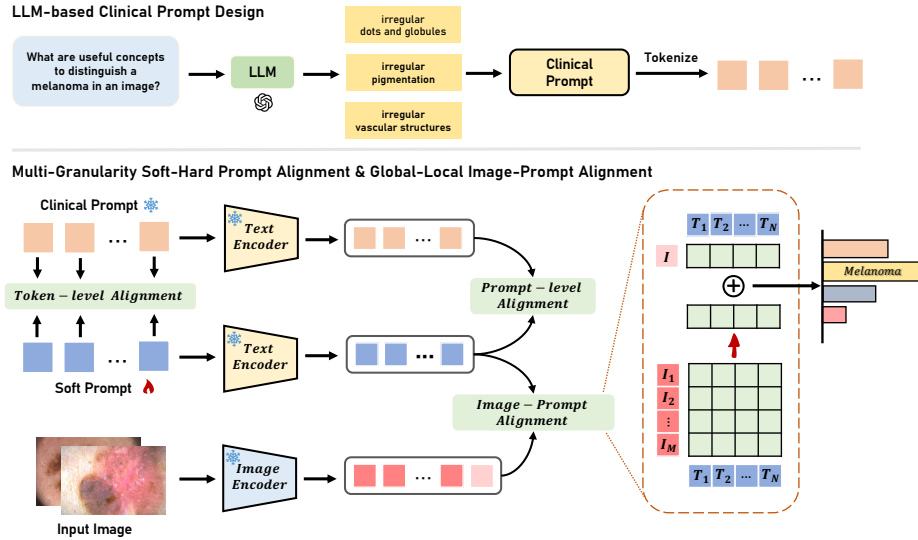 LLM-based Clinical Prompt Design
What are useful concepts
to distinguish a
melanoma in an image?
LLM
irregular
dots and globules
irregular
pigmentation
irregular
vascular structures
Clinical
Prompt
Tokenize
...
Multi-Granularity Soft-Hard Prompt Alignment & Global-Local Image-Prompt Alignment
Clinical Prompt
...
Text
Encoder
...
Token-level Alignment
Prompt-level
Alignment
...
Soft Prompt
Text
Encoder
...
Image-Prompt
Alignment
Input Image
Image
Encoder
...
T1 T2 ... TN
I
+
I1
I2
⋮
IM
T1 T2 ... TN
Melanoma